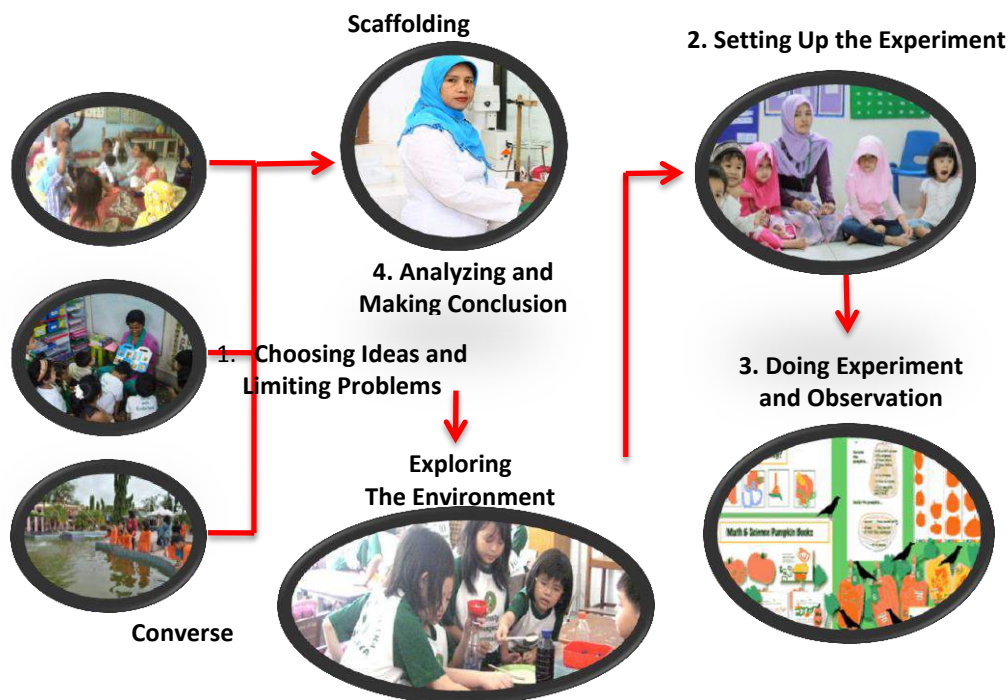 Scaffolding
2. Setting Up the Experiment
4. Analyzing and
Making Conclusion
1. Choosing Ideas and
Limiting Problems
3. Doing Experiment
and Observation
Exploring
The Environment
Math & Science Pumpkin Books
Converse